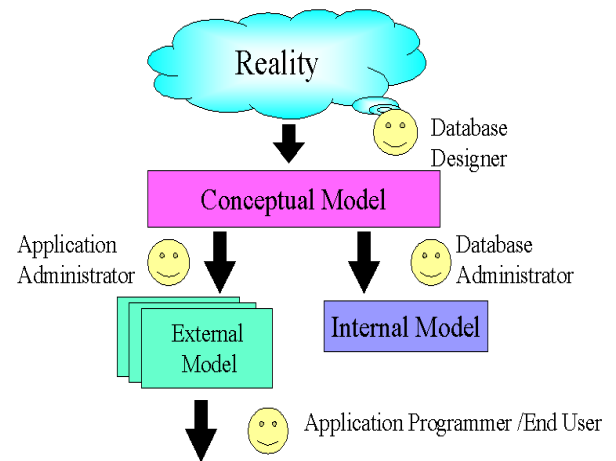 Reality
Database
Designer
Conceptual Model
Application
Administrator
Database
Administrator
External
Model
Internal Model
Application Programmer /End User